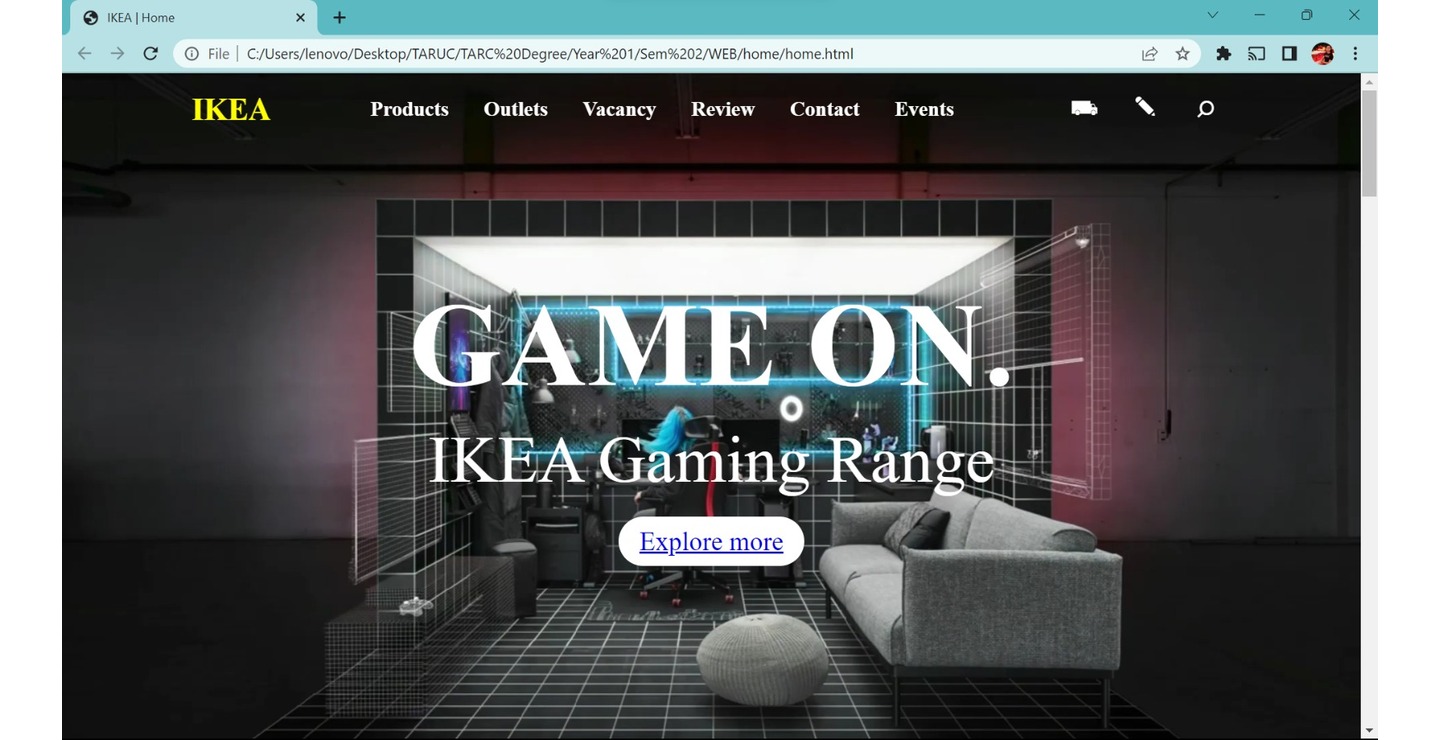 IKEA | Home
File | C:/Users/lenovo/Desktop/TARUC/TARC%20Degree/Year%201/Sem%202/WEB/home/home.html
IKEA Products Outlets Vacancy Review Contact Events
GAME ON.
IKEA Gaming Range
Explore more